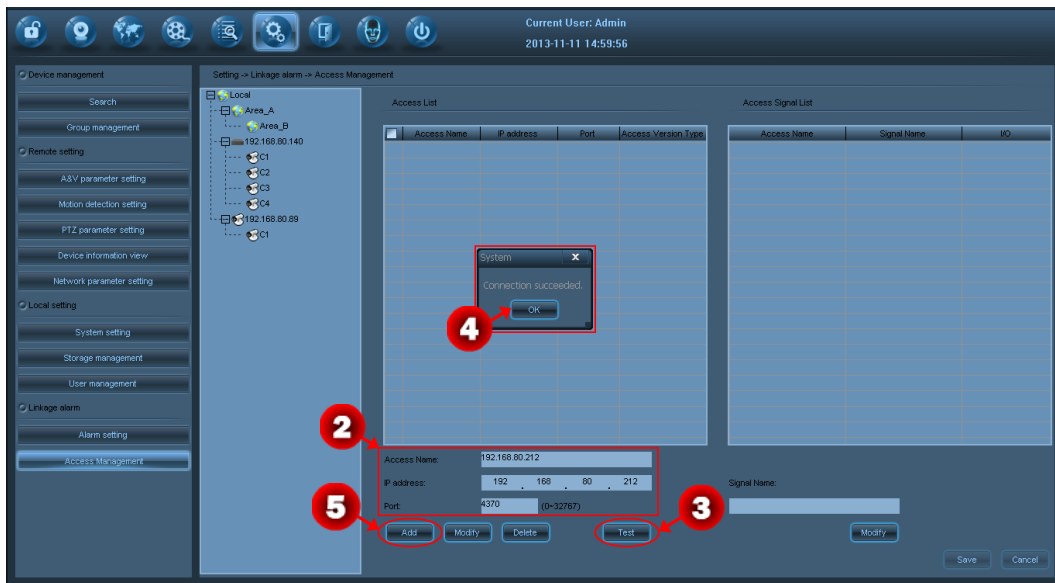 Current User: Admin
2013-11-11 14:59:56
Device management
Search
Group management
Remote setting
A&V parameter setting
Motion detection setting
PTZ parameter setting
Device information view
Network parameter setting
Local setting
System setting
Storage management
User management
Linkage alarm
Alarm setting
Access Management
Setting -> Linkage alarm -> Access Management
Local
Area_A
Area_B
192.168.80.140
C1
C2
C3
C4
192.168.80.89
C1
Access List
Access Name IP address Port Access Version Type
Access Signal List
Access Name Signal Name I/O
System X
Connection succeeded.
OK
4
2
Access Name: 192.168.80.212
IP address: 192 . 168 . 80 . 212
Port: 4370 (0~32767)
5
3
Add Modify Delete Test
Signal Name:
Modify
Save Cancel